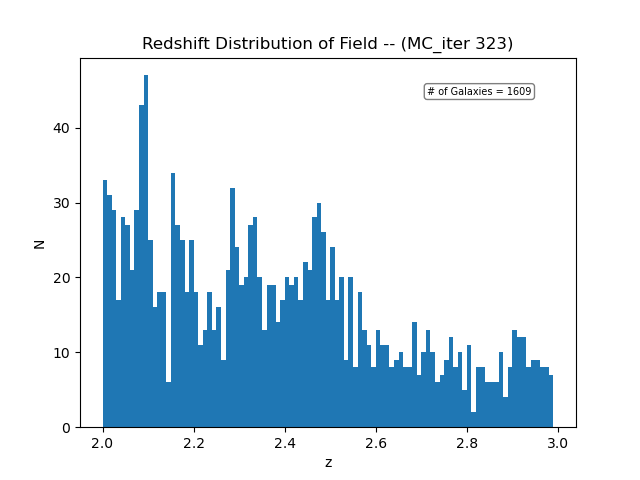 Redshift Distribution of Field -- (MC_iter 323)
# of Galaxies = 1609
40
30
20
10
0
N
2.0 2.2 2.4 2.6 2.8 3.0
z